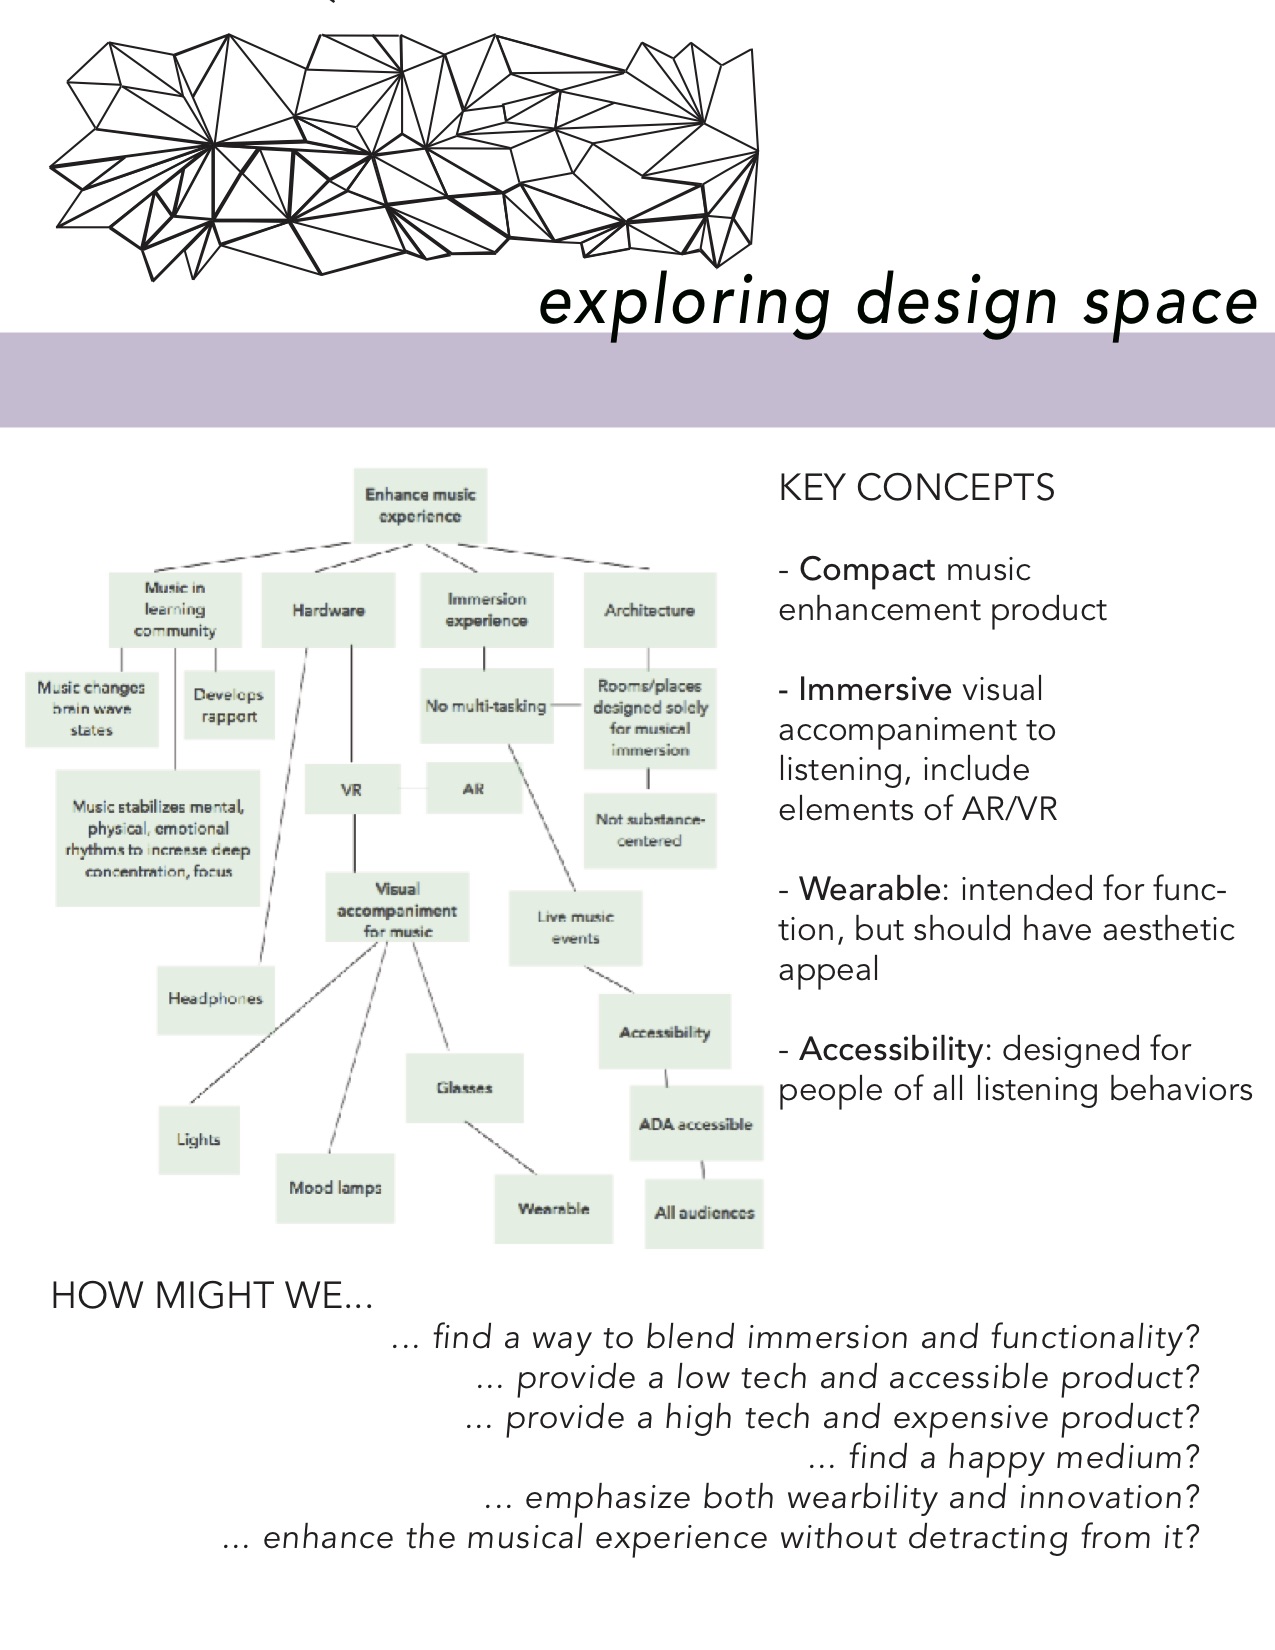 exploring design space
Enhance music
experience
Music in
learning
community
Hardware
Immersion
experience
Architecture
Music changes
brain wave
states
Develops
rapport
No multi-tasking
Rooms/places
designed solely
for musical
immersion
Music stabilizes mental,
physical, emotional
rhythms to increase deep
concentration, focus
VR
AR
Not substance-
centered
Visual
accompaniment
for music
Live music
events
Headphones
Accessibility
Glasses
Lights
ADA accessible
Mood lamps
Wearable
All audiences
KEY CONCEPTS
- Compact music
enhancement product
- Immersive visual
accompaniment to
listening, include
elements of AR/VR
- Wearable: intended for func-
tion, but should have aesthetic
appeal
- Accessibility: designed for
people of all listening behaviors
HOW MIGHT WE...
... find a way to blend immersion and functionality?
... provide a low tech and accessible product?
... provide a high tech and expensive product?
... find a happy medium?
... emphasize both wearbility and innovation?
... enhance the musical experience without detracting from it?